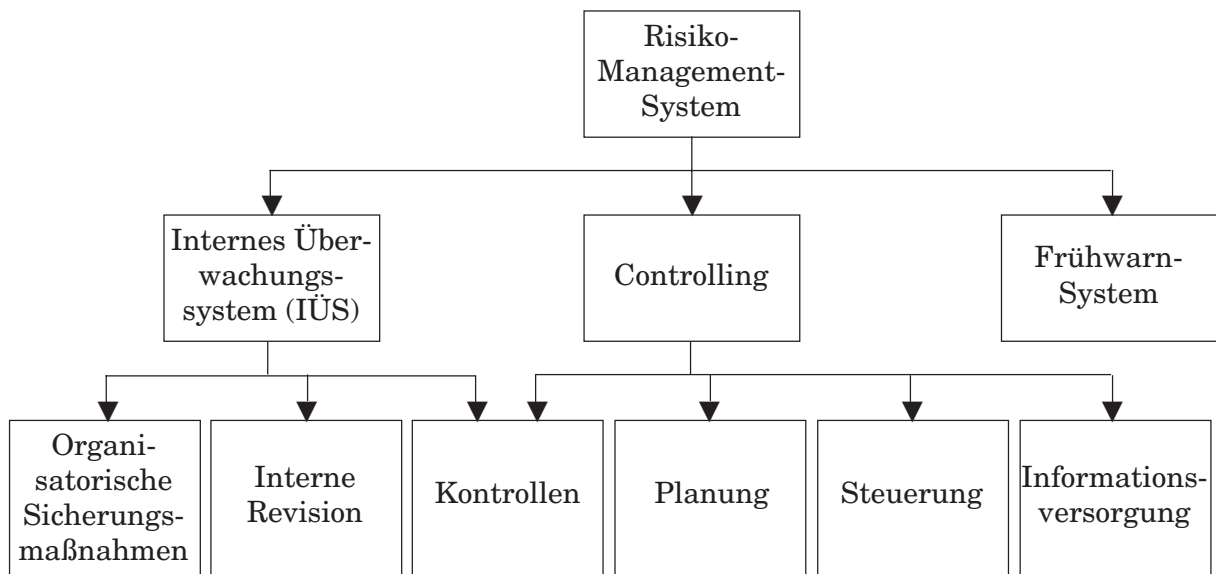 Risiko-
Management-
System
Internes Über-
wachungs-
system (IÜS)
Controlling
Frühwarn-
System
Organi-
satorische
Sicherungs-
maßnahmen
Interne
Revision
Kontrollen
Planung
Steuerung
Informations-
versorgung